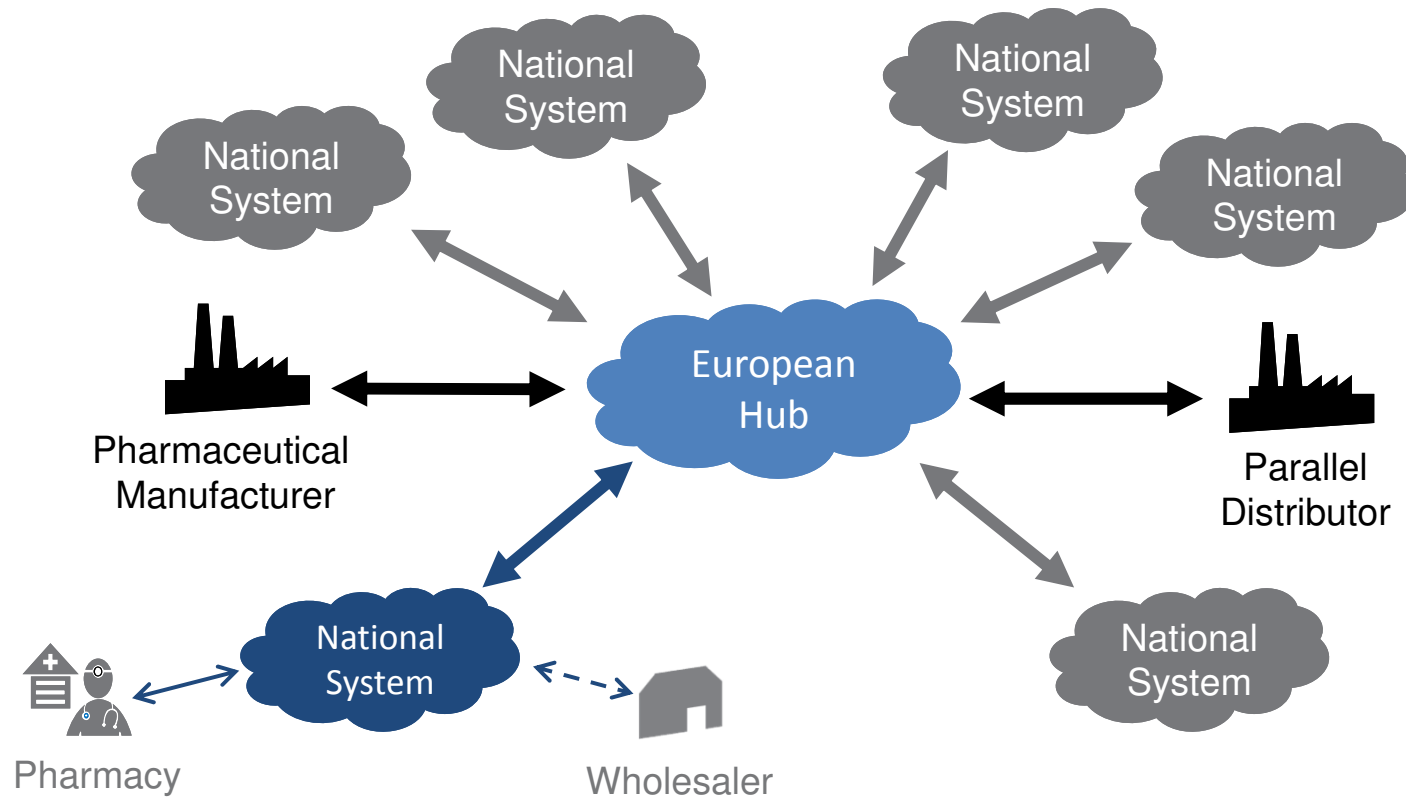 National
System
National
System
National
System
National
System
European
Hub
Pharmaceutical
Manufacturer
Parallel
Distributor
National
System
National
System
Pharmacy
Wholesaler